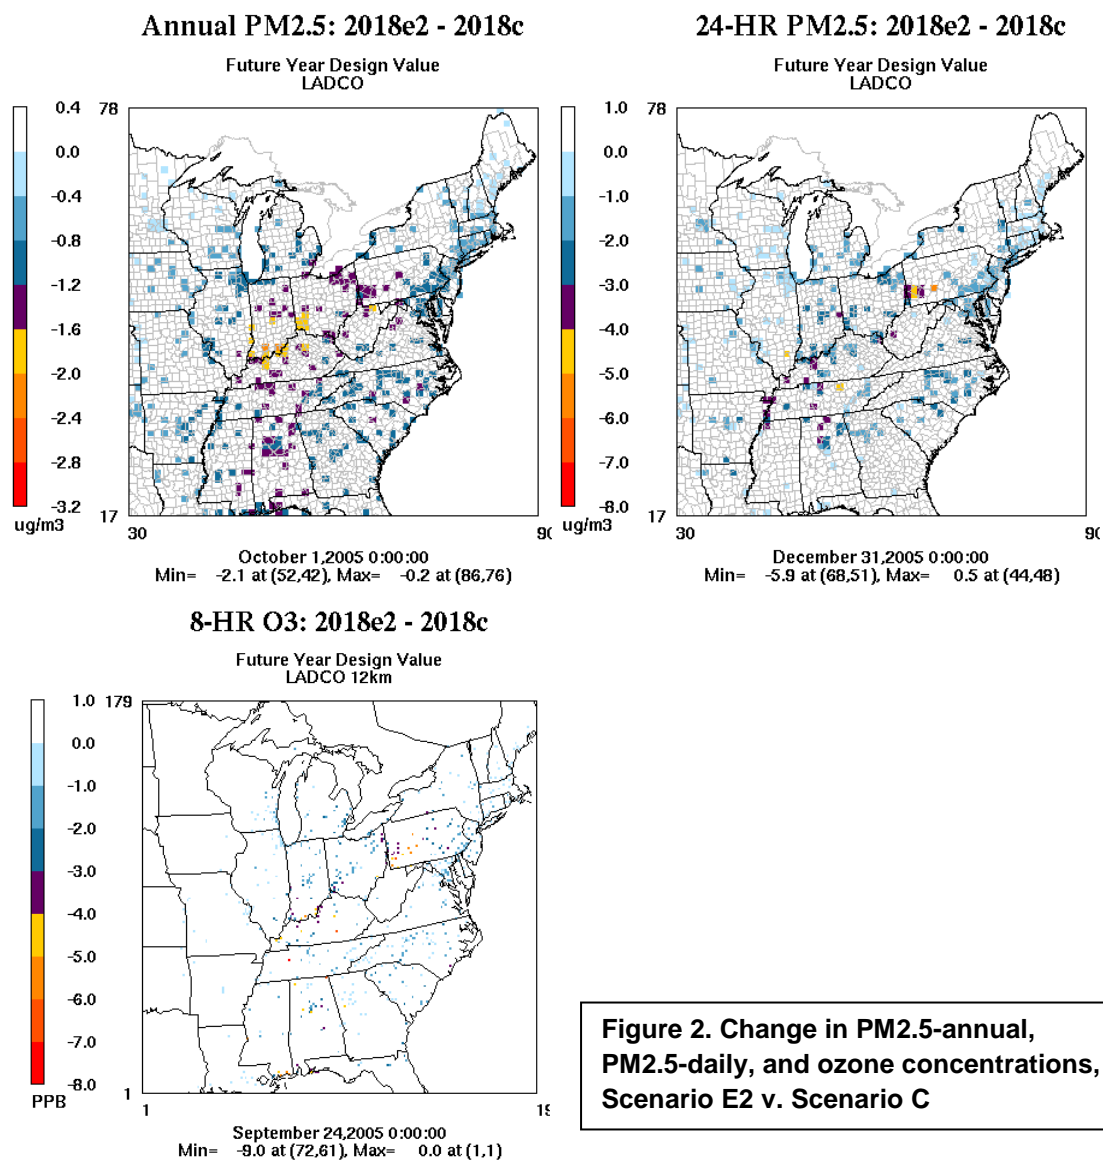 Annual PM2.5: 2018e2 - 2018c
Future Year Design Value
LADCO
0.4
0.0
-0.4
-0.8
-1.2
-1.6
-2.0
-2.4
-2.8
-3.2
ug/m3
78
17
30
90
October 1,2005 0:00:00
Min= -2.1 at (52,42), Max= -0.2 at (86,76)
24-HR PM2.5: 2018e2 - 2018c
Future Year Design Value
LADCO
1.0
0.0
-1.0
-2.0
-3.0
-4.0
-5.0
-6.0
-7.0
-8.0
ug/m3
78
17
30
90
December 31,2005 0:00:00
Min= -5.9 at (68,51), Max= 0.5 at (44,48)
8-HR O3: 2018e2 - 2018c
Future Year Design Value
LADCO 12km
1.0
0.0
-1.0
-2.0
-3.0
-4.0
-5.0
-6.0
-7.0
-8.0
PPB
179
1
1
September 24,2005 0:00:00
Min= -9.0 at (72,61), Max= 0.0 at (1,1)
Figure 2. Change in PM2.5-annual,
PM2.5-daily, and ozone concentrations,
Scenario E2 v. Scenario C